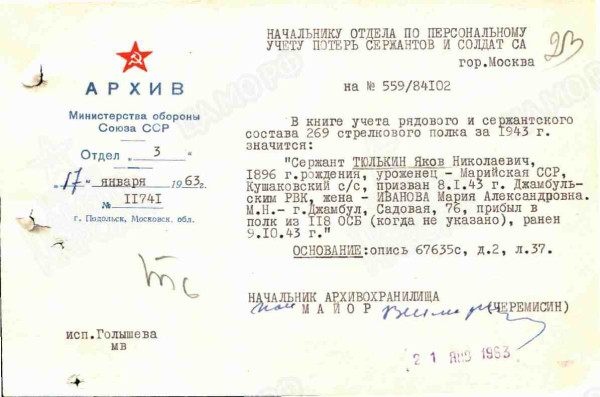 НАЧАЛЬНИКУ ОТДЕЛА ПО ПЕРСОНАЛЬНОМУ
УЧЕТУ ПОТЕРЬ СЕРЖАНТОВ И СОЛДАТ СА
гор.Москва
на № 559/84I02
АРХИВ
Министерства обороны
Союза ССР
Отдел 3
"17" января 1963г.
№ II74I
г. Подольск, Московск. обл.
В книге учета рядового и сержантского
состава 269 стрелкового полка за I943 г.
значится:
"Сержант ТЮЛЬКИН Яков Николаевич,
I896 г.рождения, уроженец - Марийская ССР,
Кушаковский с/с, призван 8.I.43 г. Джамбуль-
ским РВК, жена - ИВАНОВА Мария Александровна.
М.Н.- г.Джамбул, Садовая, 76, прибыл в
полк из II8 ОСБ (когда не указано), ранен
9.I0.43 г."
ОСНОВАНИЕ:опись 67635с, д.2, л.37.
НАЧАЛЬНИК АРХИВОХРАНИЛИЩА
МАЙОР (ЧЕРЕМИСИН)
исп.Голышева
мв
21 ЯНВ 1963